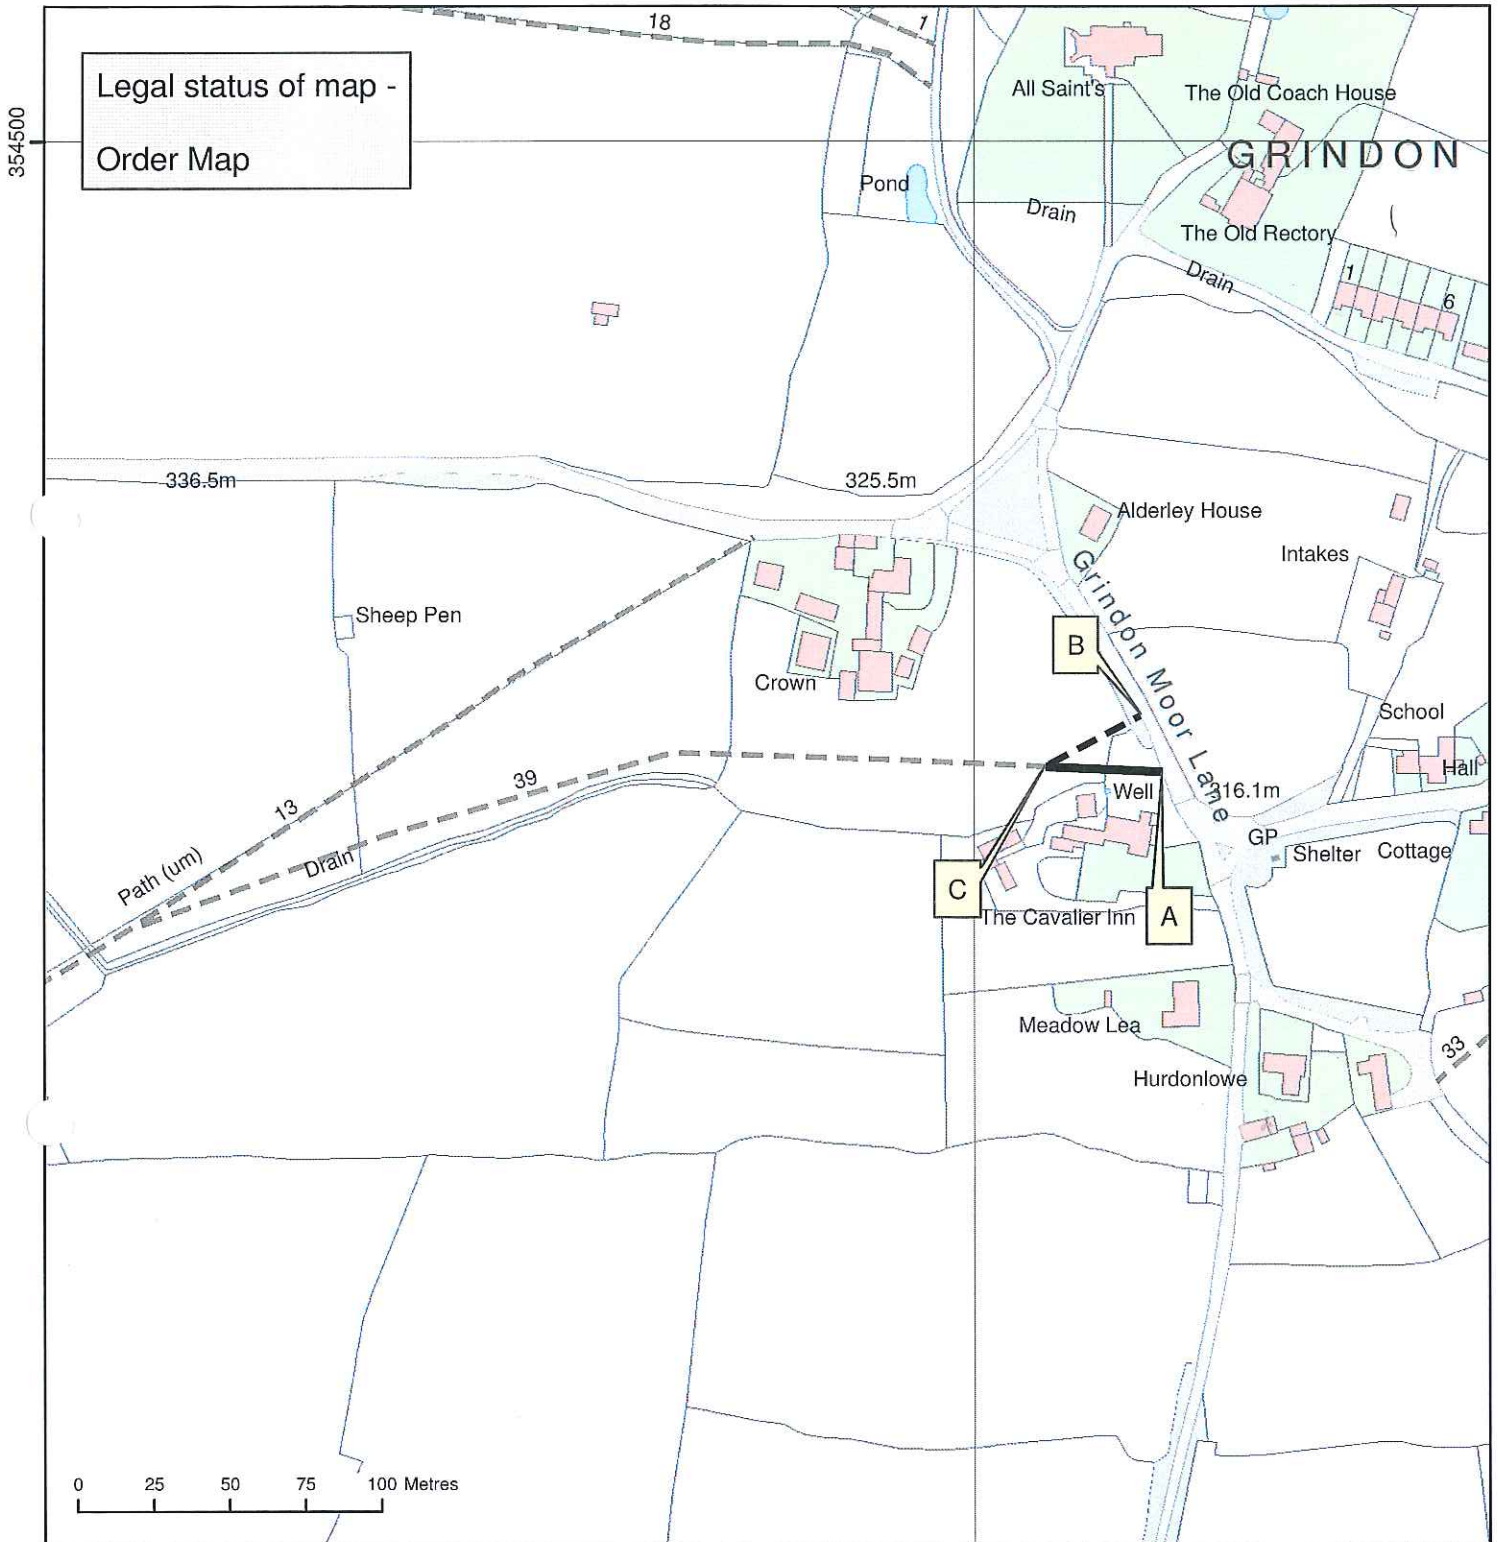 18
1
Legal status of map -
Order Map
354500
All Saint's
The Old Coach House
GRINDON
Pond
Drain
The Old Rectory
Drain
1
6
336.5m
325.5m
Alderley House
Intakes
Grindon Moor Lane
Sheep Pen
B
Crown
School
Hall
39
13
Well
316.1m
GP
Shelter
Cottage
Path (um)
Drain
C
A
The Cavalier Inn
Meadow Lea
33
Hurdonlowe
0 25 50 75 100 Metres